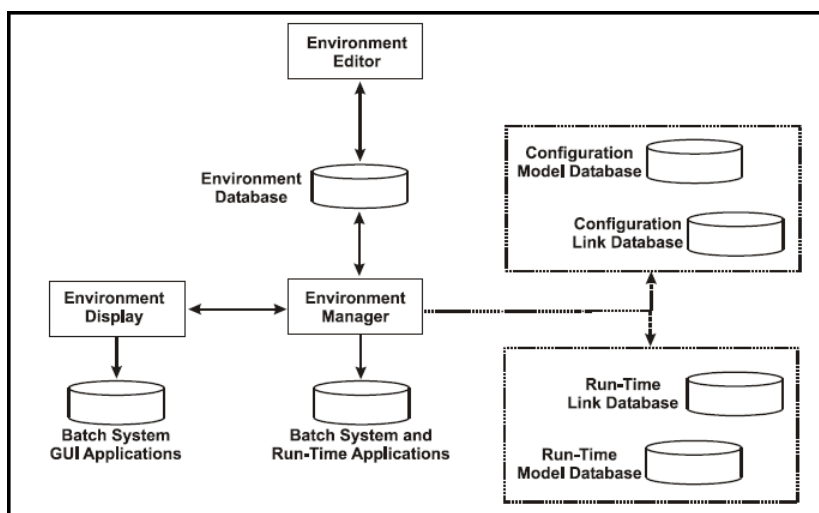 Environment
Editor
Environment
Database
Configuration
Model Database
Configuration
Link Database
Environment
Display
Environment
Manager
Batch System
GUI Applications
Batch System and
Run-Time Applications
Run-Time
Link Database
Run-Time
Model Database